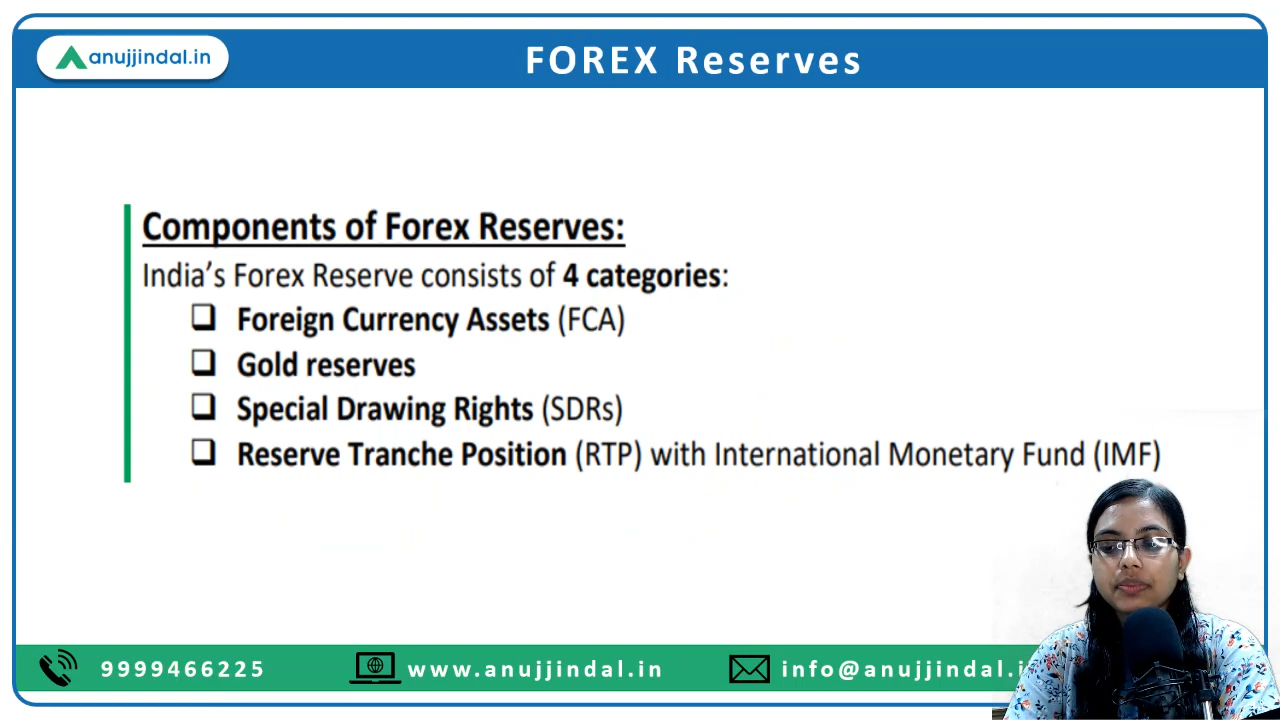 anujjindal.in
FOREX Reserves
Components of Forex Reserves:
India's Forex Reserve consists of 4 categories:
❑ Foreign Currency Assets (FCA)
❑ Gold reserves
❑ Special Drawing Rights (SDRs)
❑ Reserve Tranche Position (RTP) with International Monetary Fund (IMF)
9999466225
www.anujjindal.in
info@anujjindal.i